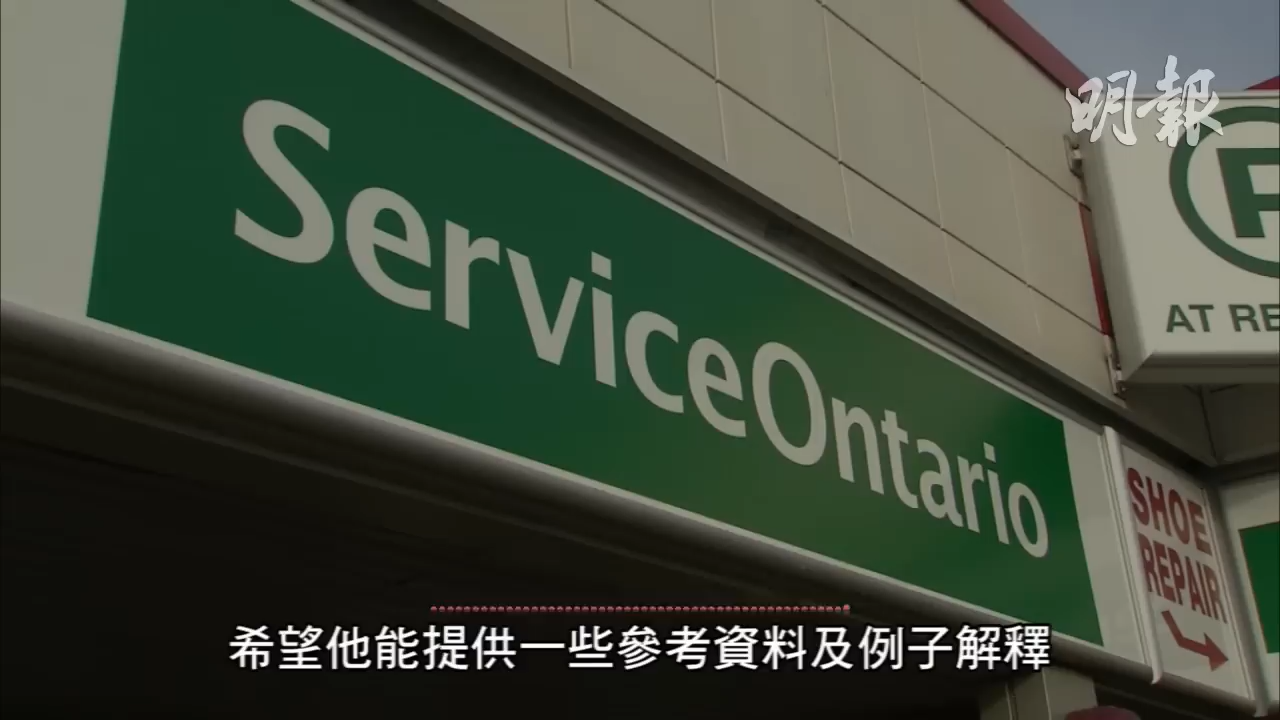 明報
ServiceOntario
P
AT RE
SHOE
REPAIR
希望他能提供一些參考資料及例子解釋